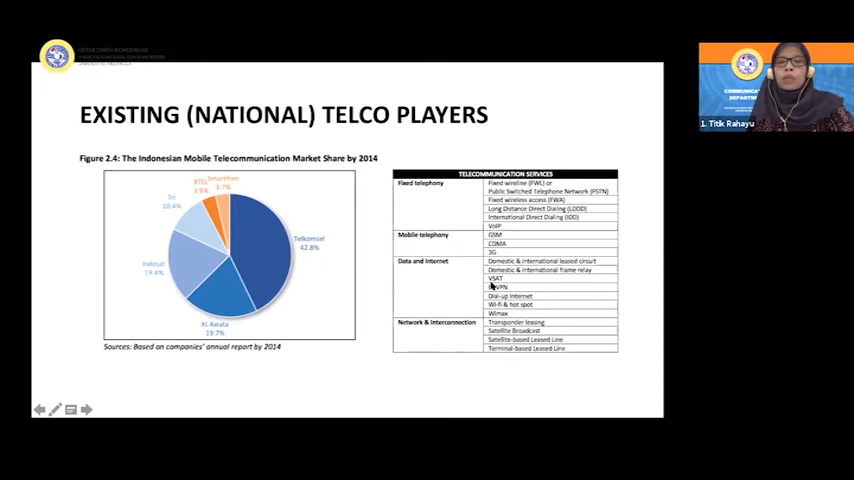 EXISTING (NATIONAL) TELCO PLAYERS
Figure 2.4: The Indonesian Mobile Telecommunication Market Share by 2014
Smartfren
3.7%
BTEL
3.9%
Tri
10.4%
Indosat
19.4%
XL Axiata
19.7%
Telkomsel
42.8%
Sources: Based on companies' annual report by 2014
TELECOMMUNICATION SERVICES
Fixed telephony
Fixed wireline (FWL) or
Public Switched Telephone Network (PSTN)
Fixed wireless access (FWA)
Long Distance Direct Dialing (LDDD)
International Direct Dialing (IDD)
VoIP
Mobile telephony
GSM
CDMA
3G
Data and Internet
Domestic & international leased circuit
Domestic & international frame relay
VSAT
VPN
Dial-up Internet
Wi-fi & hot spot
Wimax
Network & Interconnection
Transponder leasing
Satellite Broadcast
Satellite-based Leased Line
Terminal-based Leased Line
1. Titik Rahayu